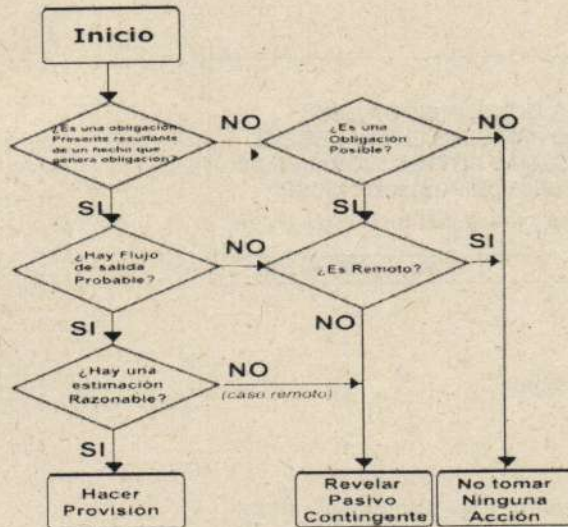 Inicio
¿Es una obligación
Presente resultante
de un hecho que
genera obligación?
NO
¿Es una
Obligación
Posible?
NO
SI
SI
¿Hay Flujo
de salida
Probable?
NO
¿Es Remoto?
SI
SI
NO
¿Hay una
estimación
Razonable?
NO
(caso remoto)
SI
Hacer
Provisión
Revelar
Pasivo
Contingente
No tomar
Ninguna
Acción